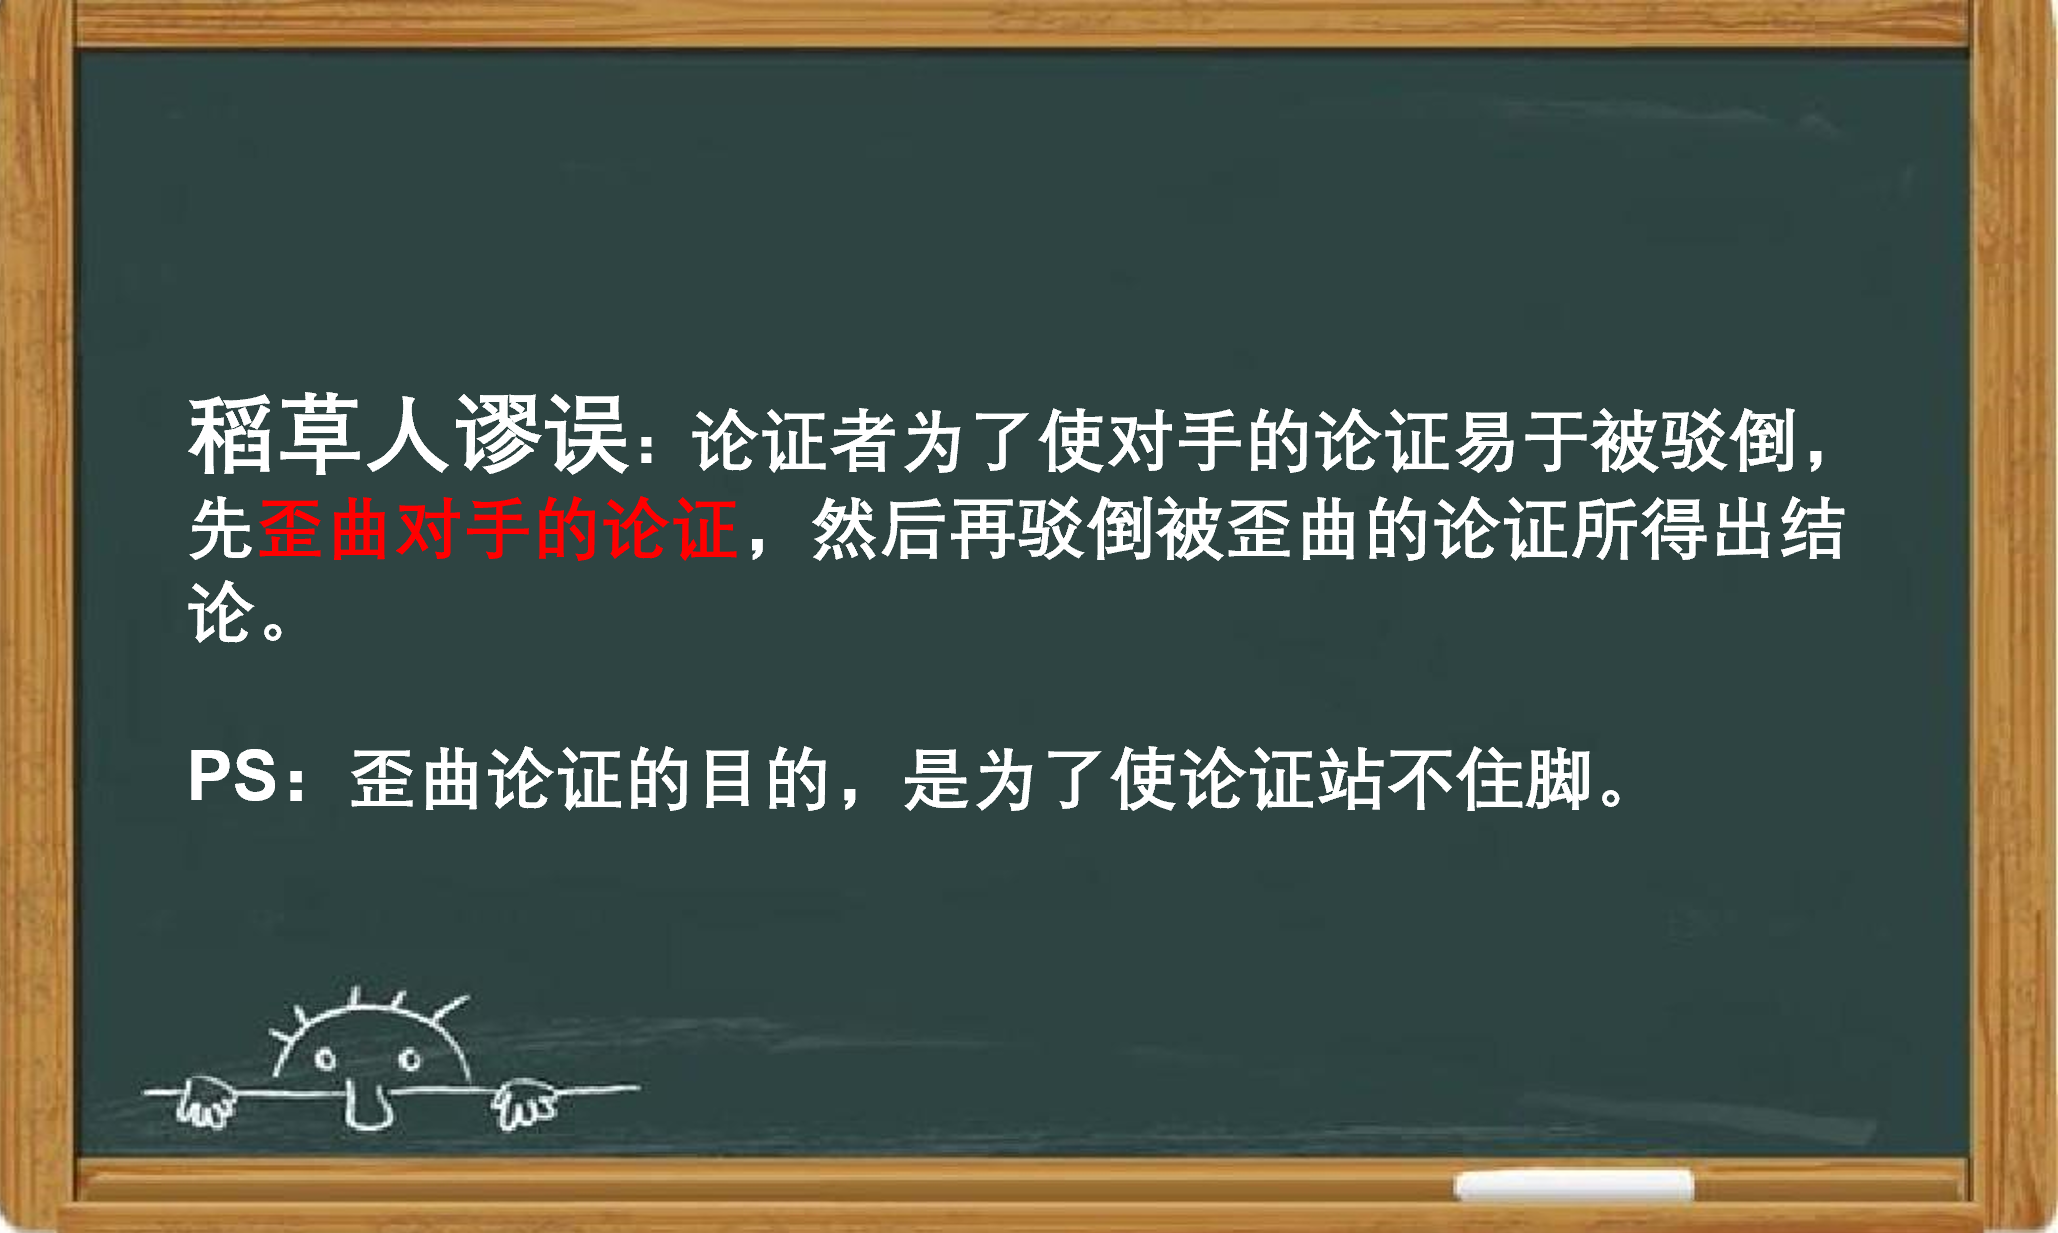 稻草人谬误：论证者为了使对手的论证易于被驳倒，
先歪曲对手的论证，然后再驳倒被歪曲的论证所得出结
论。
PS：歪曲论证的目的，是为了使论证站不住脚。